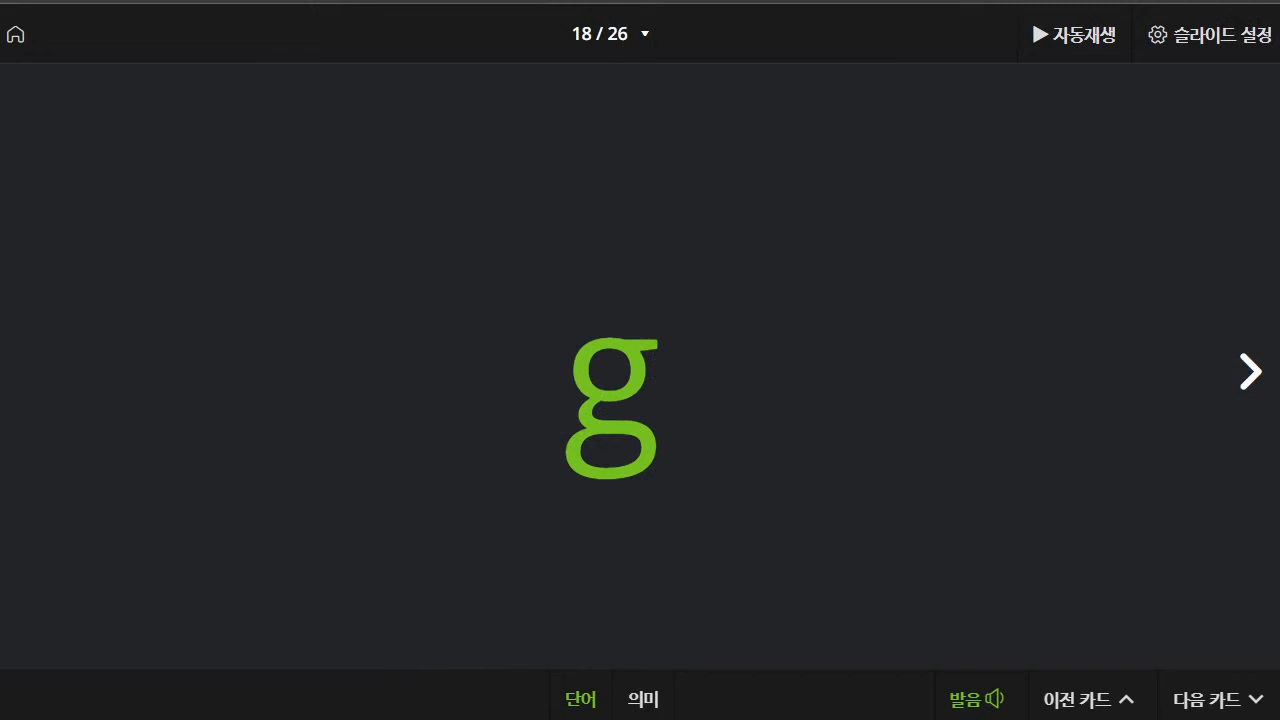 18 / 26
자동재생
슬라이드 설정
g
단어
의미
발음
이전 카드
다음 카드